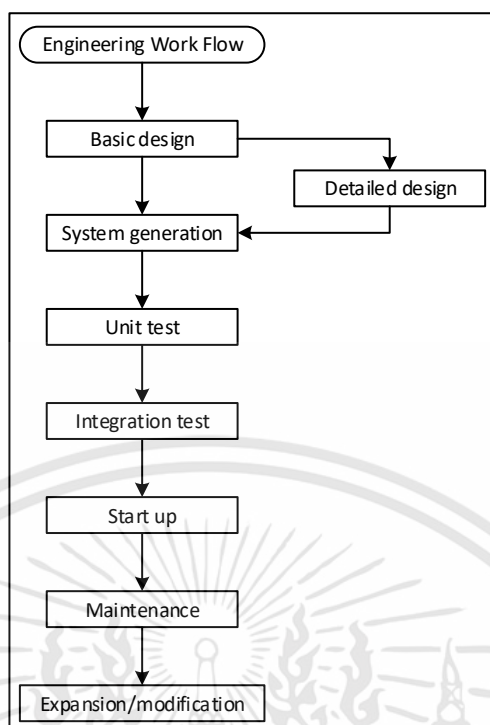 Engineering Work Flow
Basic design
Detailed design
System generation
Unit test
Integration test
Start up
Maintenance
Expansion/modification